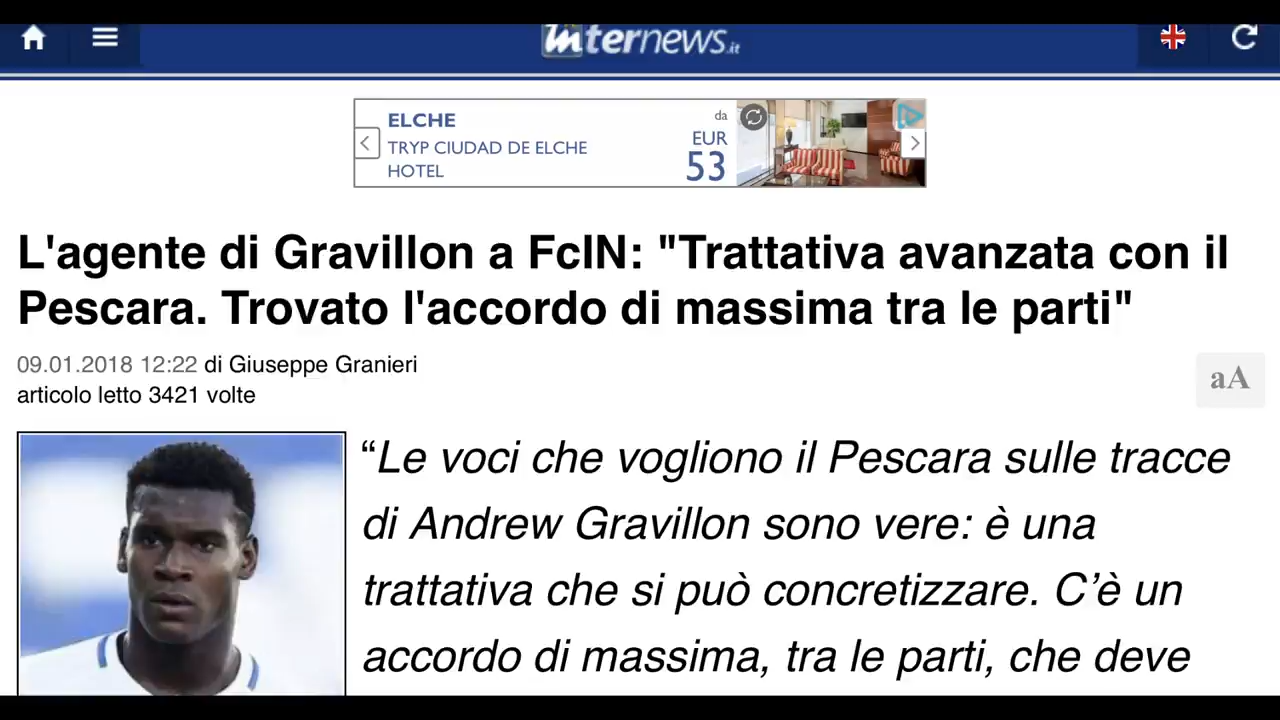 internews.it
ELCHE
TRYP CIUDAD DE ELCHE
HOTEL
da
EUR
53
L'agente di Gravillon a FcIN: "Trattativa avanzata con il
Pescara. Trovato l'accordo di massima tra le parti"
09.01.2018 12:22 di Giuseppe Granieri
articolo letto 3421 volte
aA
“Le voci che vogliono il Pescara sulle tracce
di Andrew Gravillon sono vere: è una
trattativa che si può concretizzare. C’è un
accordo di massima, tra le parti, che deve